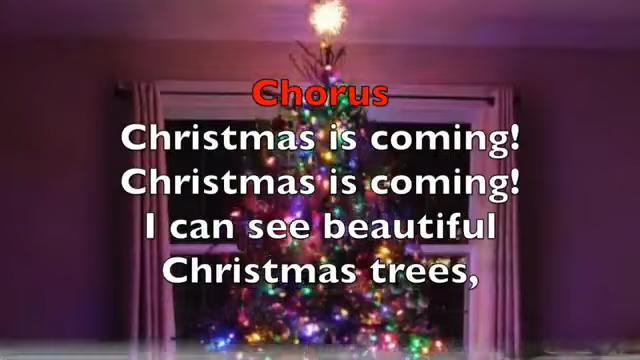 Chorus
Christmas is coming!
Christmas is coming!
I can see beautiful
Christmas trees,